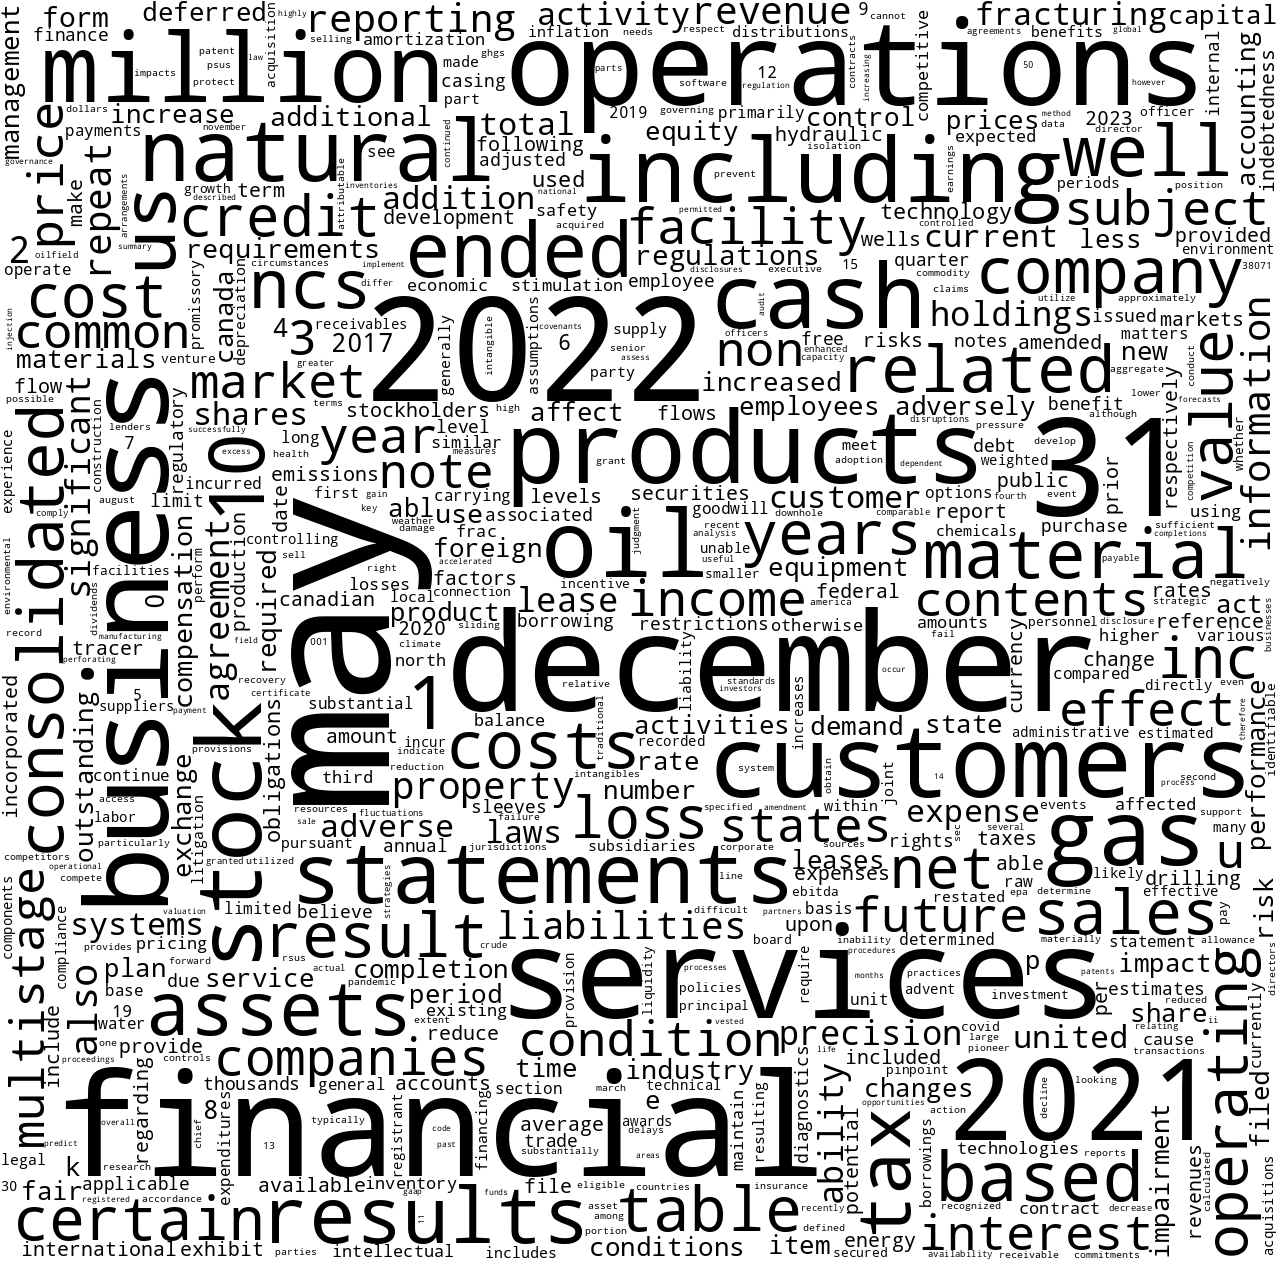 form
deferred
reporting
activity
revenue
9
cannot
fracturing
capital
finance
highly
selling
amortization
inflation
needs
respect
distributions
agreements
benefits
global
management
million
operations
patent
psus
protect
impacts
law
acquisition
made
casing
part
parts
software
12
regulation
contracts
increasing
competitive
50
however
internal
accounting
indebtedness
dollars
increase
additional
total
2019
governing
primarily
control
prices
method
data
2023
officer
director
payments
november
natural
see
continued
following
adjusted
equity
hydraulic
isolation
expected
including
well
governance
price
repeat
make
us
growth
described
term
attributable
inventories
addition
used
national
prevent
earnings
periods
position
arrangements
credit
development
safety
acquired
facility
permitted
technology
controlled
subject
provided
2
oilfield
summary
requirements
ended
regulations
wells
current
less
environment
operate
circumstances
implement
economic
stimulation
employee
disclosures
executive
15
quarter
commodity
company
38071
cost
promissory
canada
depreciation
ncs
differ
2022
cash
claims
utilize
approximately
injection
common
4
3
receivables
2017
greater
generally
intangible
assumptions
covenants
6
supply
senior
assess
party
audit
officers
free
enhanced
capacity
non
risks
holdings
issued
markets
notes
amended
matters
new
materials
venture
market
increased
related
aggregate
conduct
value
information
flow
possible
regulatory
shares
terms
stockholders
high
affect
flows
employees
adversely
benefit
although
lower
forecasts
respectively
consolidated
significant
construction
business
lenders
7
successfully
excess
10
long
health
year
level
similar
measures
products
grant
disruptions
pressure
meet
adoption
dependent
debt
weighted
develop
31
prior
competition
whether
experience
comply
august
limit
incurred
emissions
note
first
gain
key
carrying
levels
securities
customer
options
fourth
public
event
date
may
abl
weather
damage
use
associated
goodwill
downhole
comparable
report
chemicals
purchase
using
sufficient
completions
environmental
facilities
dividends
0
compensation
perform
agreement
production
controlling
sell
required
right
losses
frac
foreign
accelerated
factors
connection
oil
judgment
recent
analysis
unable
useful
smaller
years
equipment
material
payable
negatively
incentive
canadian
local
product
lease
income
america
federal
contents
rates
strategic
act
record
manufacturing
perforating
tracer
field
001
2020
climate
sliding
borrowing
restrictions
otherwise
amounts
fail
personnel
disclosure
reference
various
businesses
recovery
certificate
north
december
relative
liability
standards
investors
occur
currency
higher
change
compared
inc
directly
even
incorporated
5
suppliers
payment
stock
substantial
1
balance
traditional
activities
increases
demand
state
effect
administrative
estimated
therefore
identifiable
performance
outstanding
continue
provisions
exchange
obligations
amount
incur
indicate
reduction
costs
recorded
rate
customers
system
obtain
joint
14
second
process
access
labor
third
resources
sale
fluctuations
property
intangibles
number
sleeves
failure
specified
amendment
within
expense
events
affected
support
particularly
litigation
pursuant
adverse
annual
laws
jurisdictions
loss
subsidiaries
states
corporate
sources
rights
sec
several
taxes
gas
many
u
competitors
operational
compete
granted
utilized
statements
strategies
line
leases
expenses
ebitda
net
able
raw
epa
determine
likely
drilling
effective
components
multistage
compliance
systems
valuation
limited
believe
result
liabilities
difficult
partners
basis
upon
future
restated
sales
pay
risk
provides
pricing
forward
crude
board
inability
procedures
determined
materially
statement
allowance
also
plan
due
service
rsus
actual
completion
pandemic
services
provision
liquidity
processes
policies
principal
require
months
unit
practices
advent
p
investment
patents
per
impact
estimates
reduced
directors
base
19
water
assets
period
existing
extent
reduce
vested
share
ii
operating
currently
include
one
proceedings
provide
controls
companies
condition
precision
covid
large
pioneer
united
relating
cause
transactions
regarding
thousands
general
accounts
time
section
march
industry
technical
life
included
pinpoint
changes
looking
filed
financial
8
chief
expenditures
typically
13
registrant
code
past
financing
average
trade
substantially
e
awards
delays
areas
maintain
resulting
diagnostics
ability
potential
opportunities
action
tax
borrowings
2021
decline
overall
predict
legal
k
research
technologies
reports
impairment
revenues
calculated
30
fair
applicable
registered
accordance
available
inventory
gaap
funds
file
eligible
countries
insurance
recently
based
recognized
contract
decrease
certain
results
11
asset
among
portion
table
defined
energy
interest
acquisitions
international
exhibit
parties
intellectual
includes
conditions
item
secured
availability
receivable
commitments